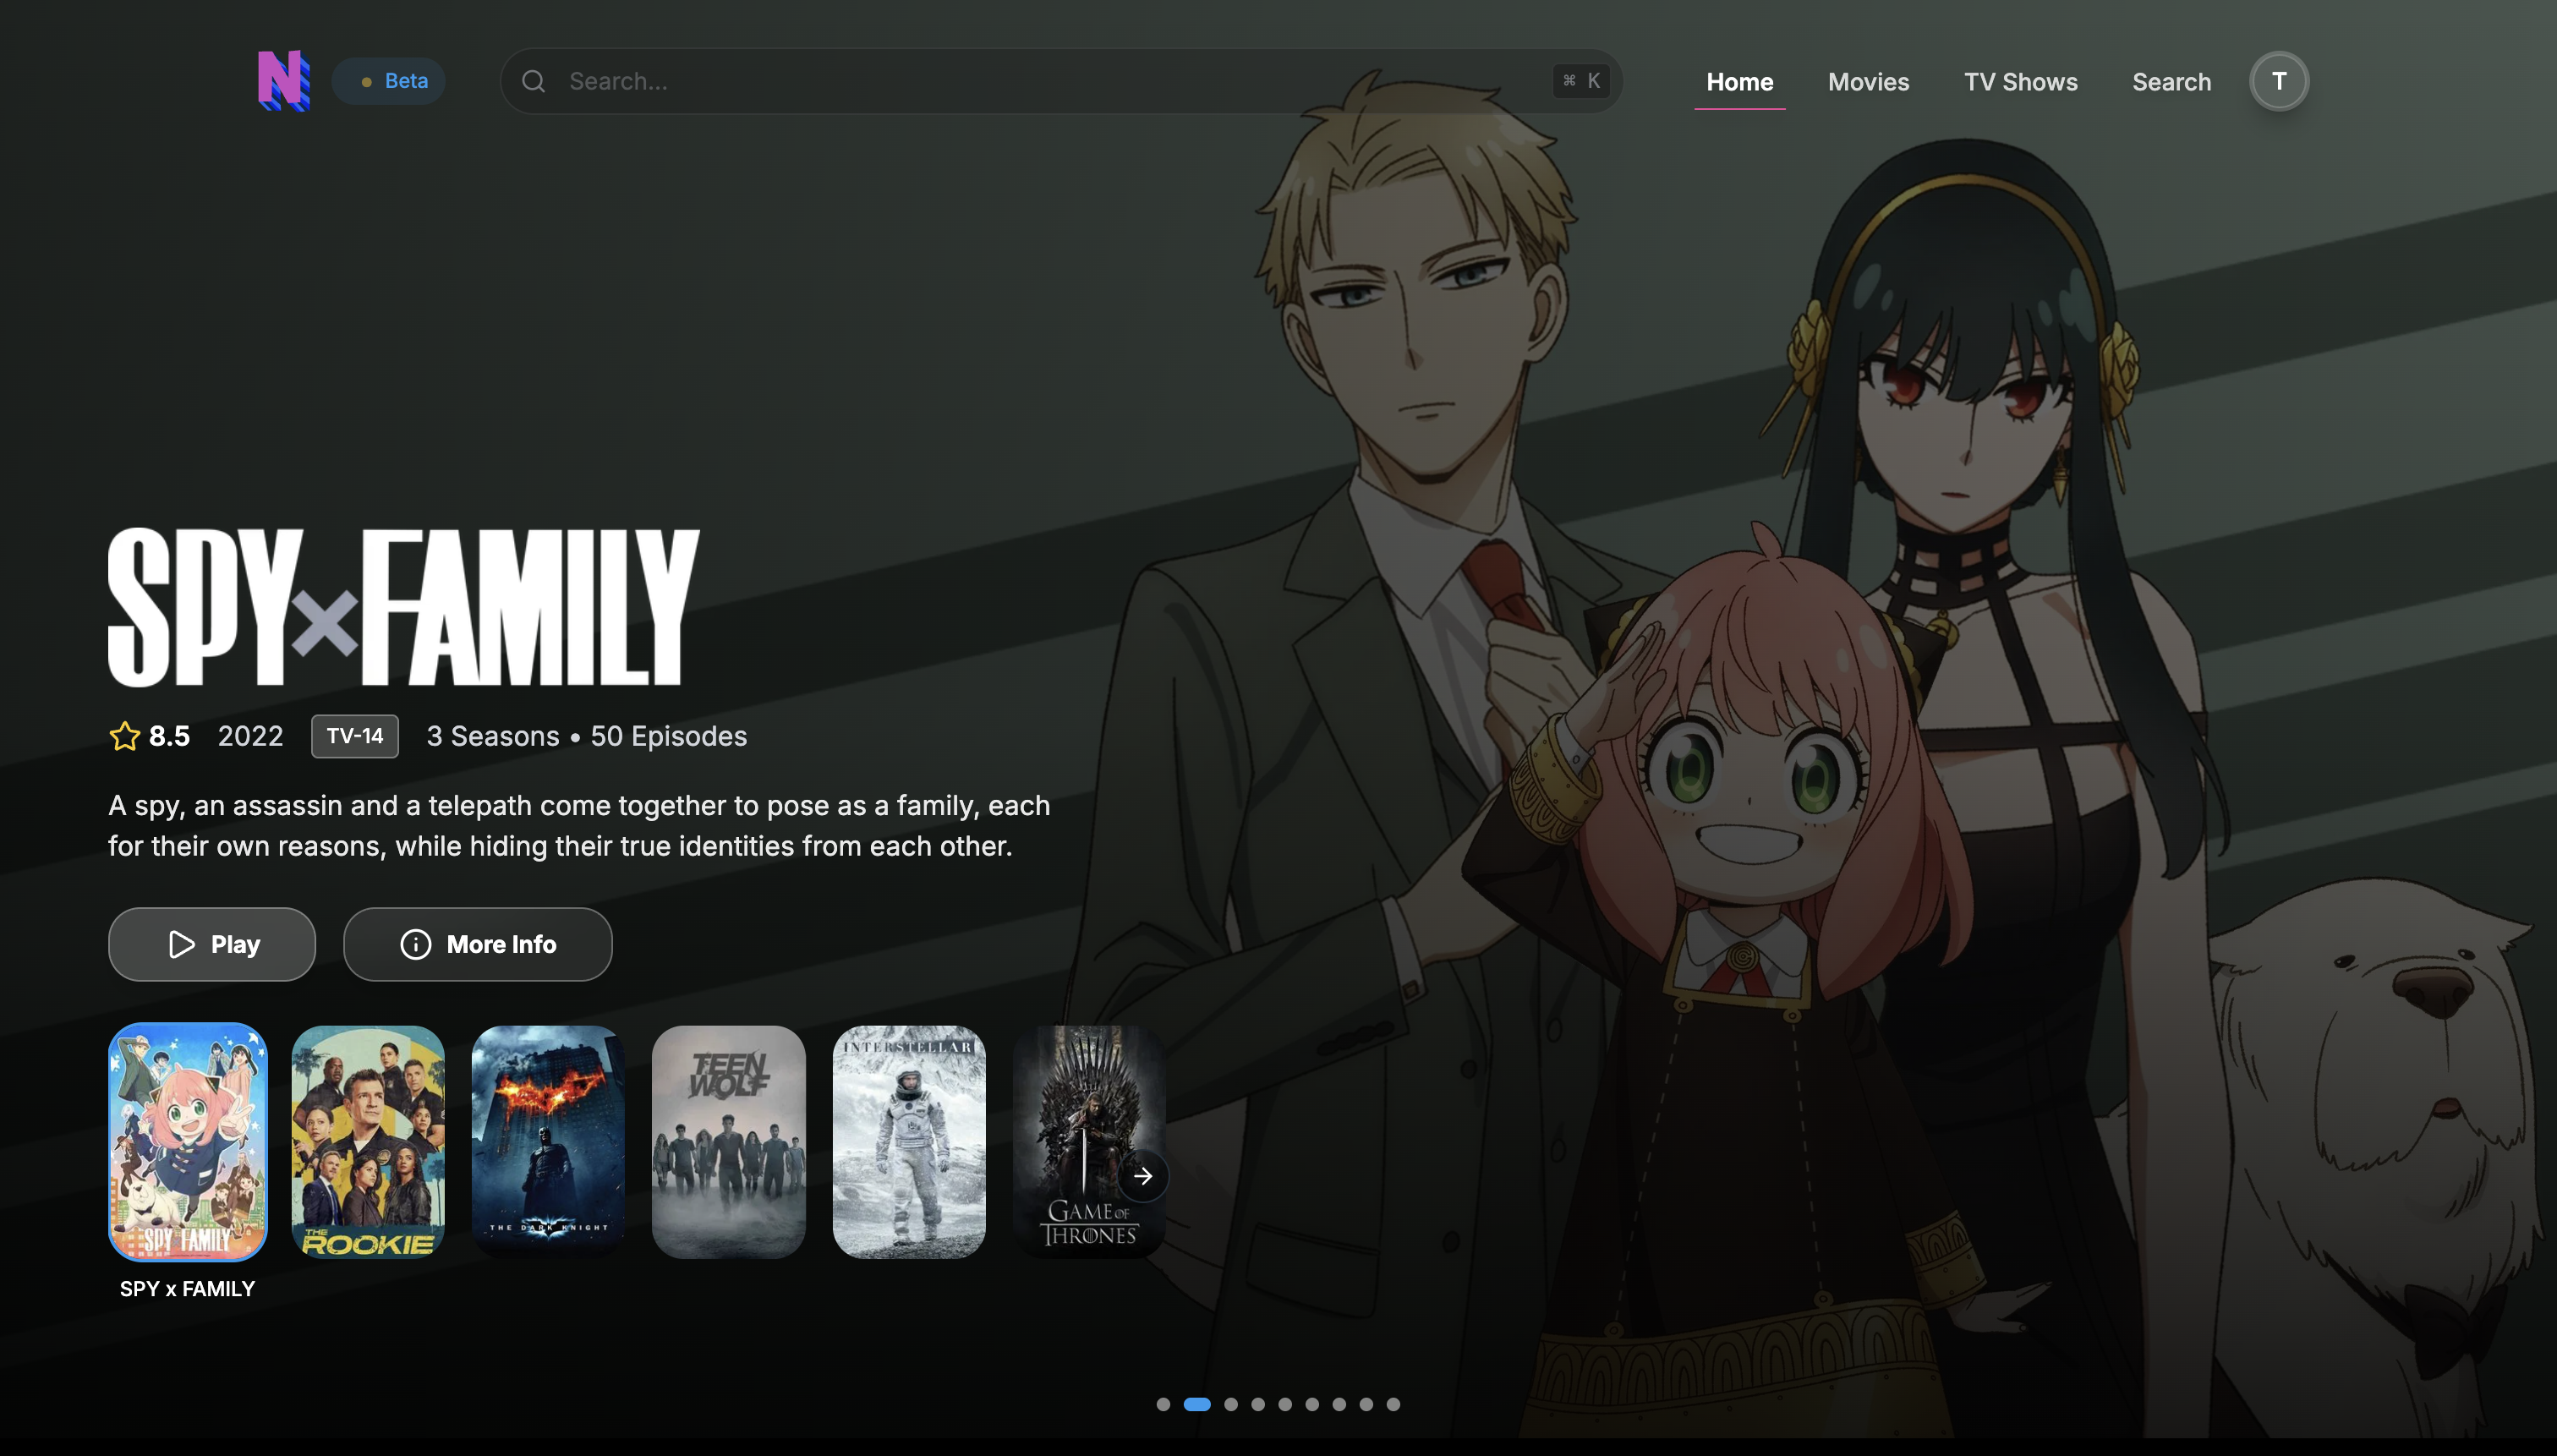 N
Beta
Search...
⌘ K
Home
Movies
TV Shows
Search
T
SPY×FAMILY
8.5
2022
TV-14
3 Seasons • 50 Episodes
A spy, an assassin and a telepath come together to pose as a family, each
for their own reasons, while hiding their true identities from each other.
Play
More Info
SPY×FAMILY
THE
ROOKIE
THE DARK KNIGHT
TEEN
WOLF
INTERSTELLAR
GAME OF
THRONES
SPY x FAMILY